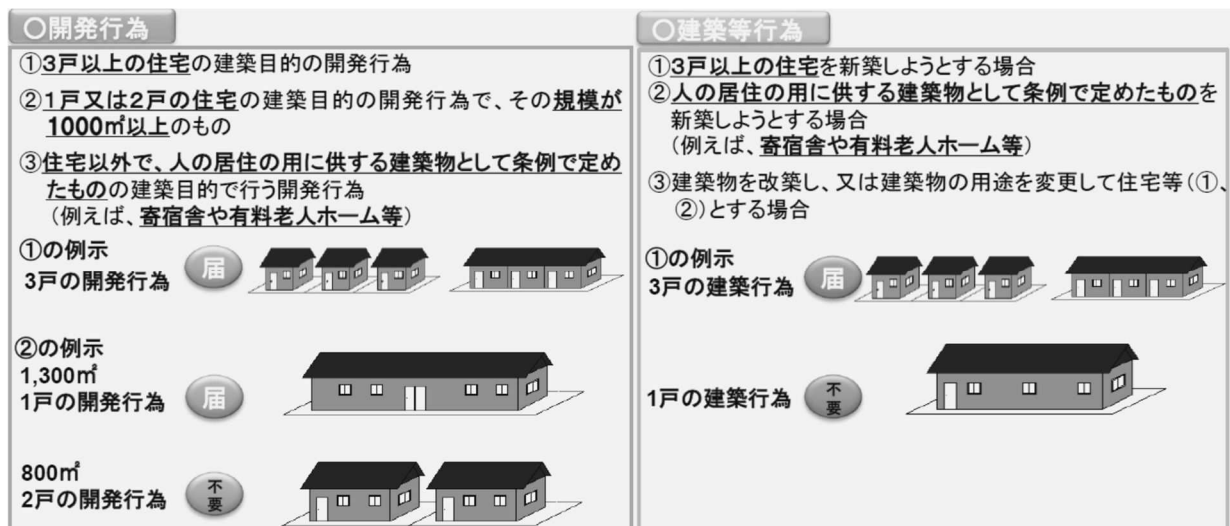 〇開発行為
①3戸以上の住宅の建築目的の開発行為
②1戸又は2戸の住宅の建築目的の開発行為で、その規模が
1000㎡以上のもの
③住宅以外で、人の居住の用に供する建築物として条例で定め
たものの建築目的で行う開発行為
(例えば、寄宿舎や有料老人ホーム等)
①の例示
3戸の開発行為
届
②の例示
1,300㎡
1戸の開発行為
届
800㎡
2戸の開発行為
不
要
〇建築等行為
①3戸以上の住宅を新築しようとする場合
②人の居住の用に供する建築物として条例で定めたものを
新築しようとする場合
(例えば、寄宿舎や有料老人ホーム等)
③建築物を改築し、又は建築物の用途を変更して住宅等(①、
②)とする場合
①の例示
3戸の建築行為
届
1戸の建築行為
不
要